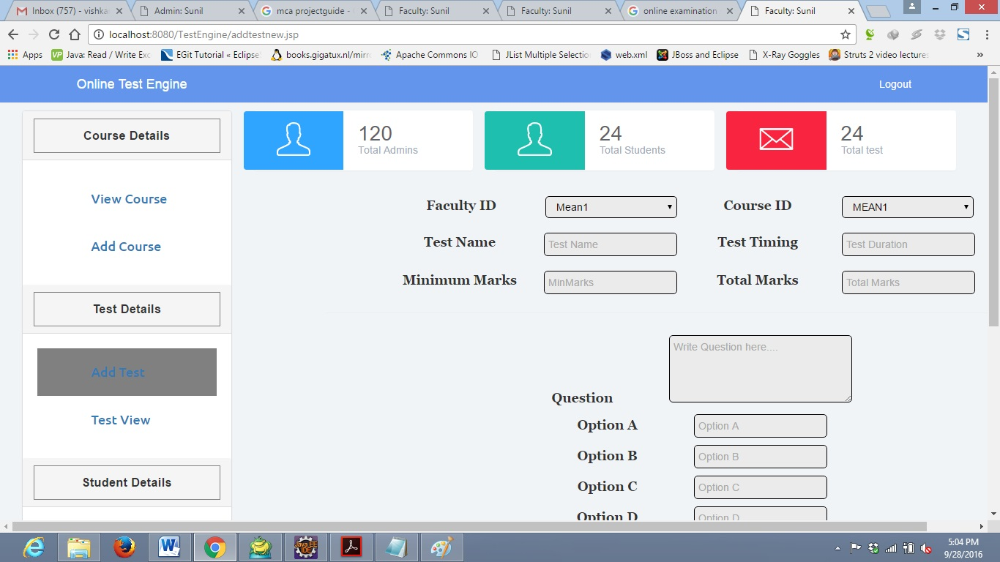 Inbox (757) - vishka
Admin: Sunil
mca projectguide -
Faculty: Sunil
Faculty: Sunil
online examination
Faculty: Sunil
localhost:8080/TestEngine/addtestnew.jsp
Apps
Java: Read / Write Exc
EGit Tutorial « Eclipse
books.gigatux.nl/mirr
Apache Commons IO
JList Multiple Selectio
web.xml
JBoss and Eclipse
X-Ray Goggles
Struts 2 video lectures
»
Online Test Engine
Logout
Course Details
View Course
Add Course
Test Details
Add Test
Test View
Student Details
120
Total Admins
24
Total Students
24
Total test
Faculty ID
Mean1
Course ID
MEAN1
Test Name
Test Name
Test Timing
Test Duration
Minimum Marks
MinMarks
Total Marks
Total Marks
Write Question here....
Question
Option A
Option A
Option B
Option B
Option C
Option C
Option D
Option D
Java EE
IDE
5:04 PM
9/28/2016